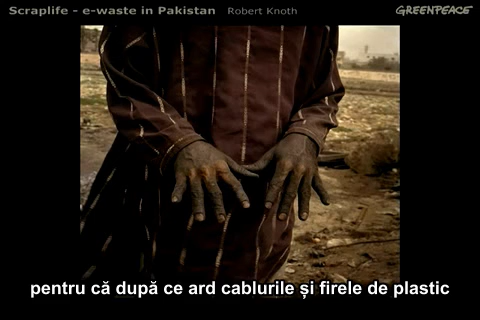 Scraplife - e-waste in Pakistan Robert Knoth GREENPEACE
pentru că după ce ard cablurile și firele de plastic